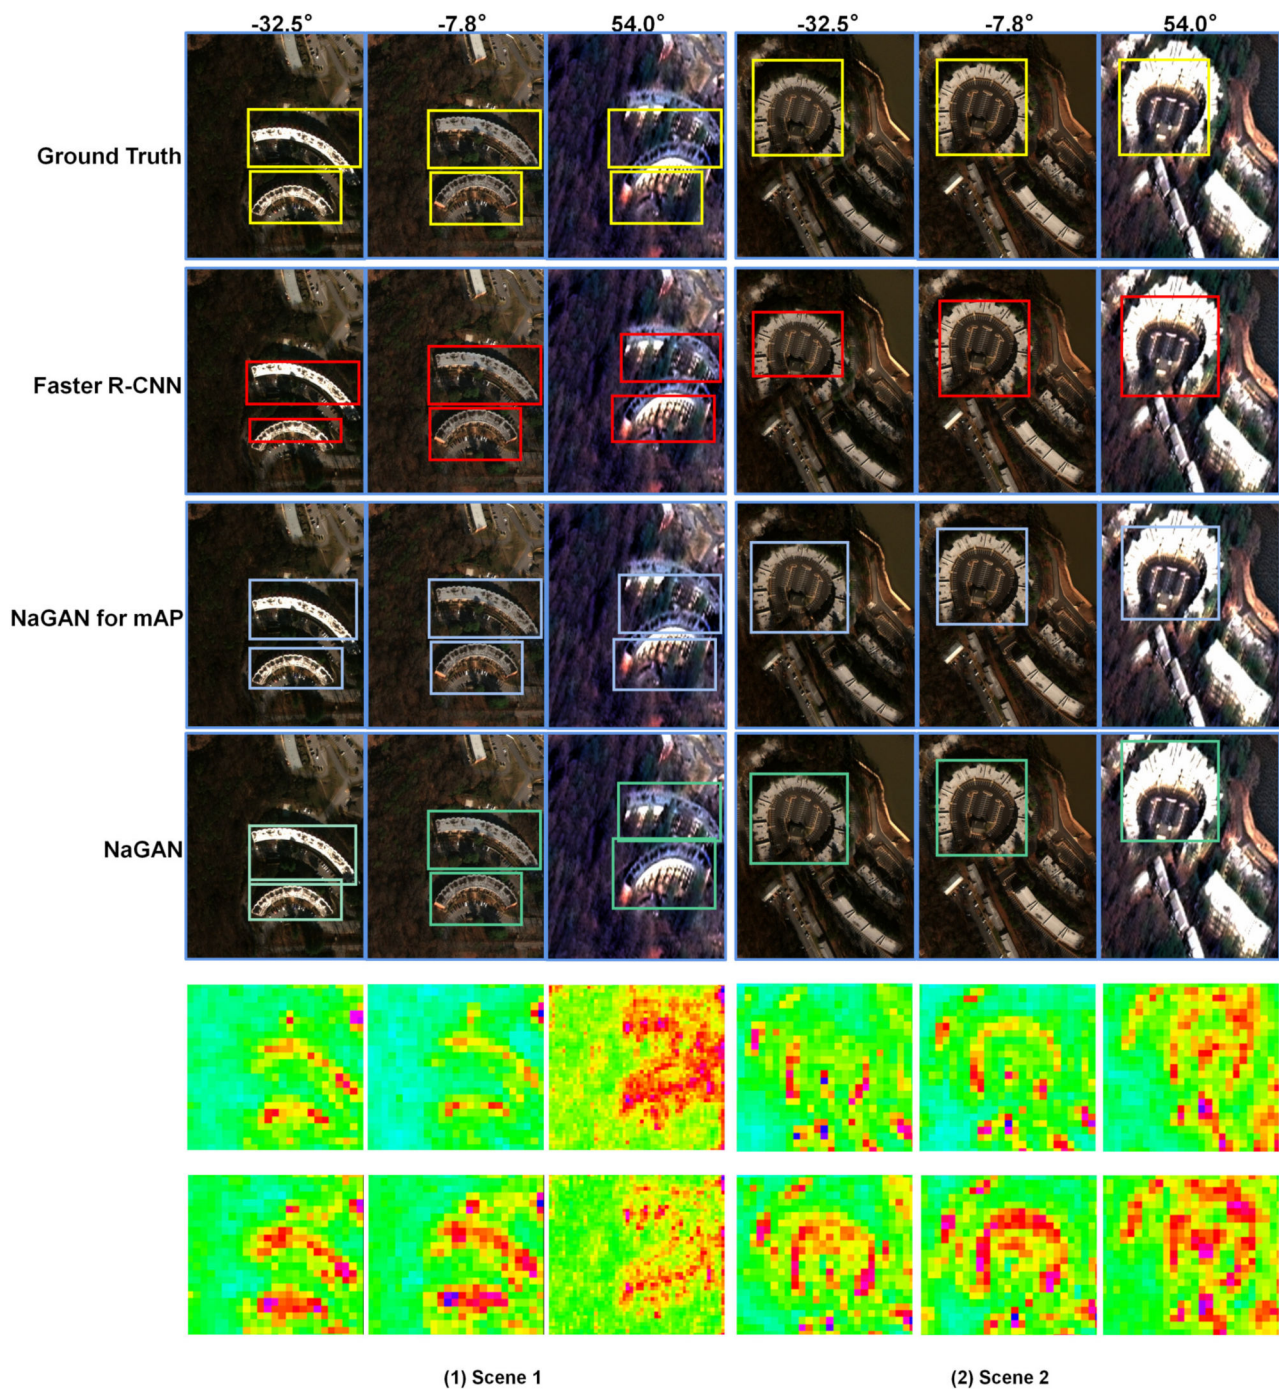 -32.5° -7.8° 54.0° -32.5° -7.8° 54.0°
Ground Truth
Faster R-CNN
NaGAN for mAP
NaGAN
(1) Scene 1 (2) Scene 2